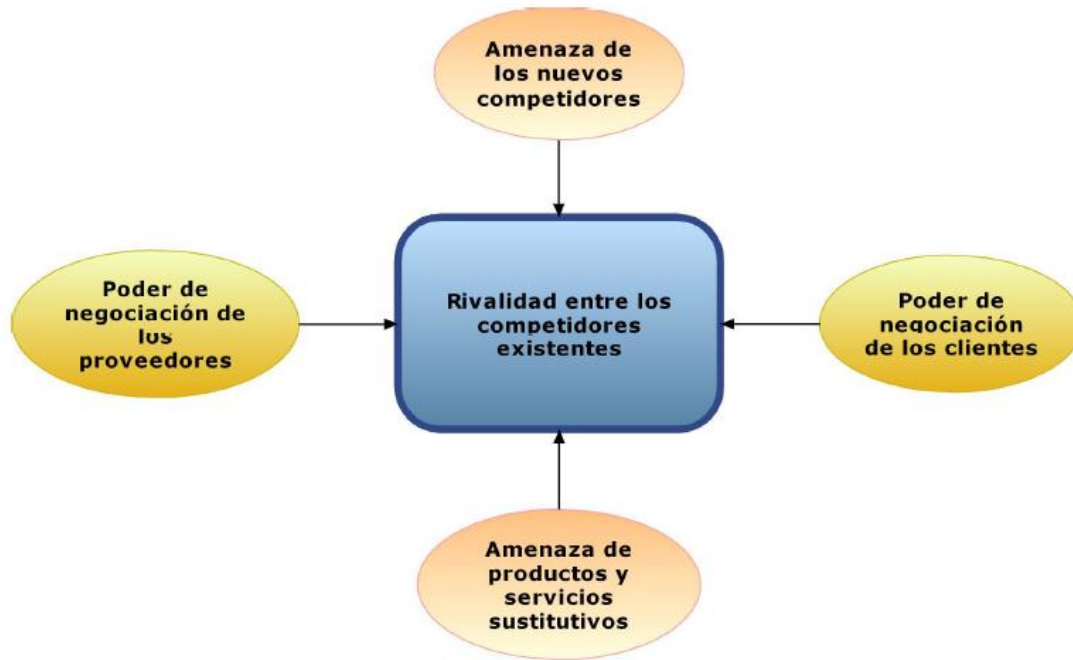 Amenaza de
los nuevos
competidores
Poder de
negociación de
los
proveedores
Rivalidad entre los
competidores
existentes
Poder de
negociación
de los clientes
Amenaza de
productos y
servicios
sustitutivos